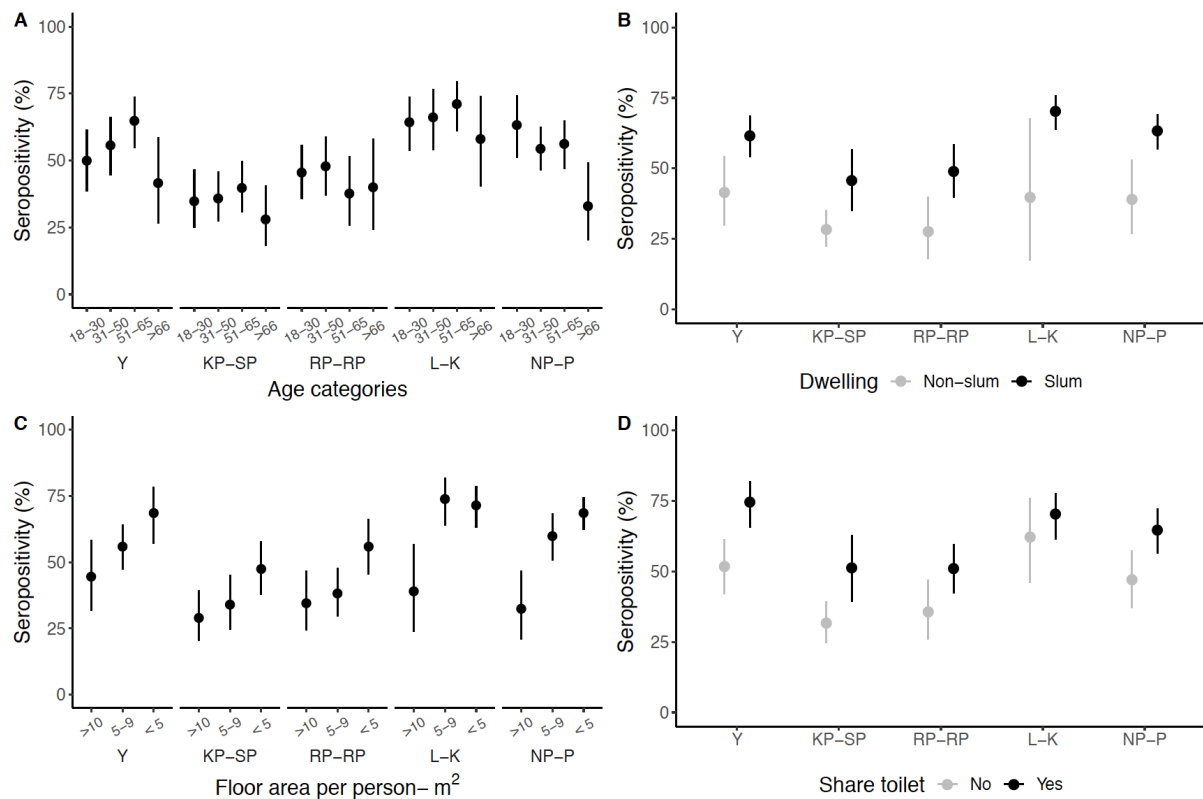 A
100
75
50
25
0
Seropositivity (%)
18−30 31−50 51−65 >66 18−30 31−50 51−65 >66 18−30 31−50 51−65 >66 18−30 31−50 51−65 >66 18−30 31−50 51−65 >66
Y KP−SP RP−RP L−K NP−P
Age categories
B
100
75
50
25
0
Seropositivity (%)
Y KP−SP RP−RP L−K NP−P
Dwelling Non−slum Slum
C
100
75
50
25
0
Seropositivity (%)
>10 5−9 <5 >10 5−9 <5 >10 5−9 <5 >10 5−9 <5 >10 5−9 <5
Y KP−SP RP−RP L−K NP−P
Floor area per person− m²
D
100
75
50
25
0
Seropositivity (%)
Y KP−SP RP−RP L−K NP−P
Share toilet No Yes